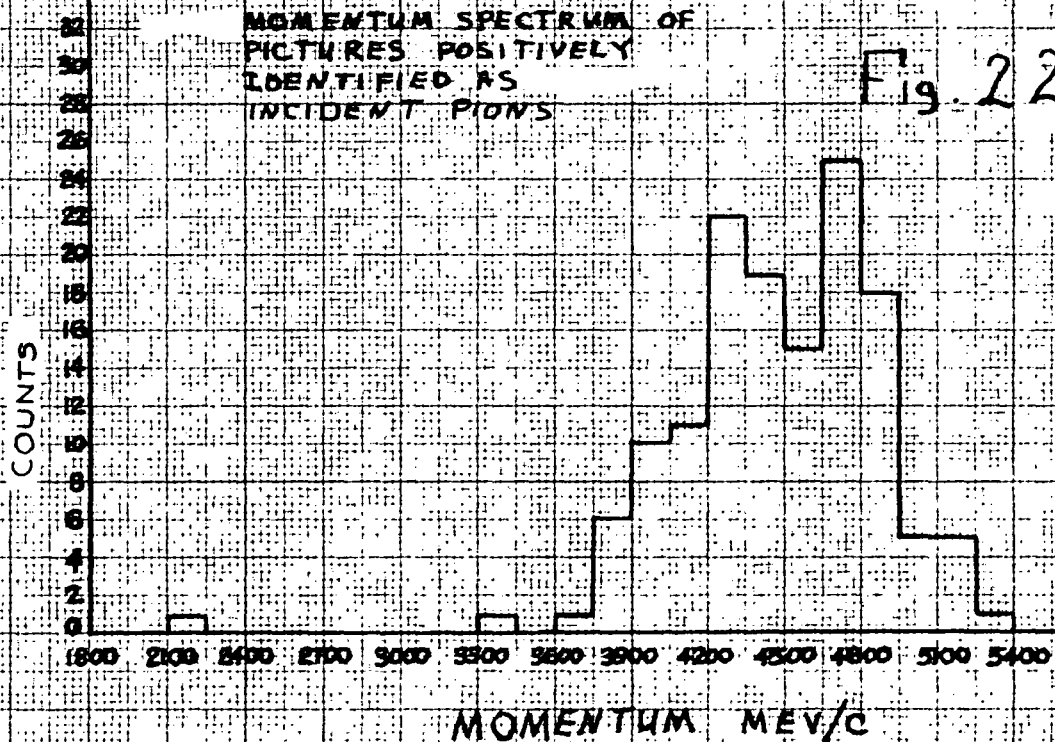 MOMENTUM SPECTRUM OF
PICTURES POSITIVELY
IDENTIFIED AS
INCIDENT PIONS
Fig. 22
32
30
28
26
24
22
20
18
16
14
12
10
8
6
4
2
0
COUNTS
1800 2100 2400 2700 3000 3300 3600 3900 4200 4500 4800 5100 5400
MOMENTUM MEV/C